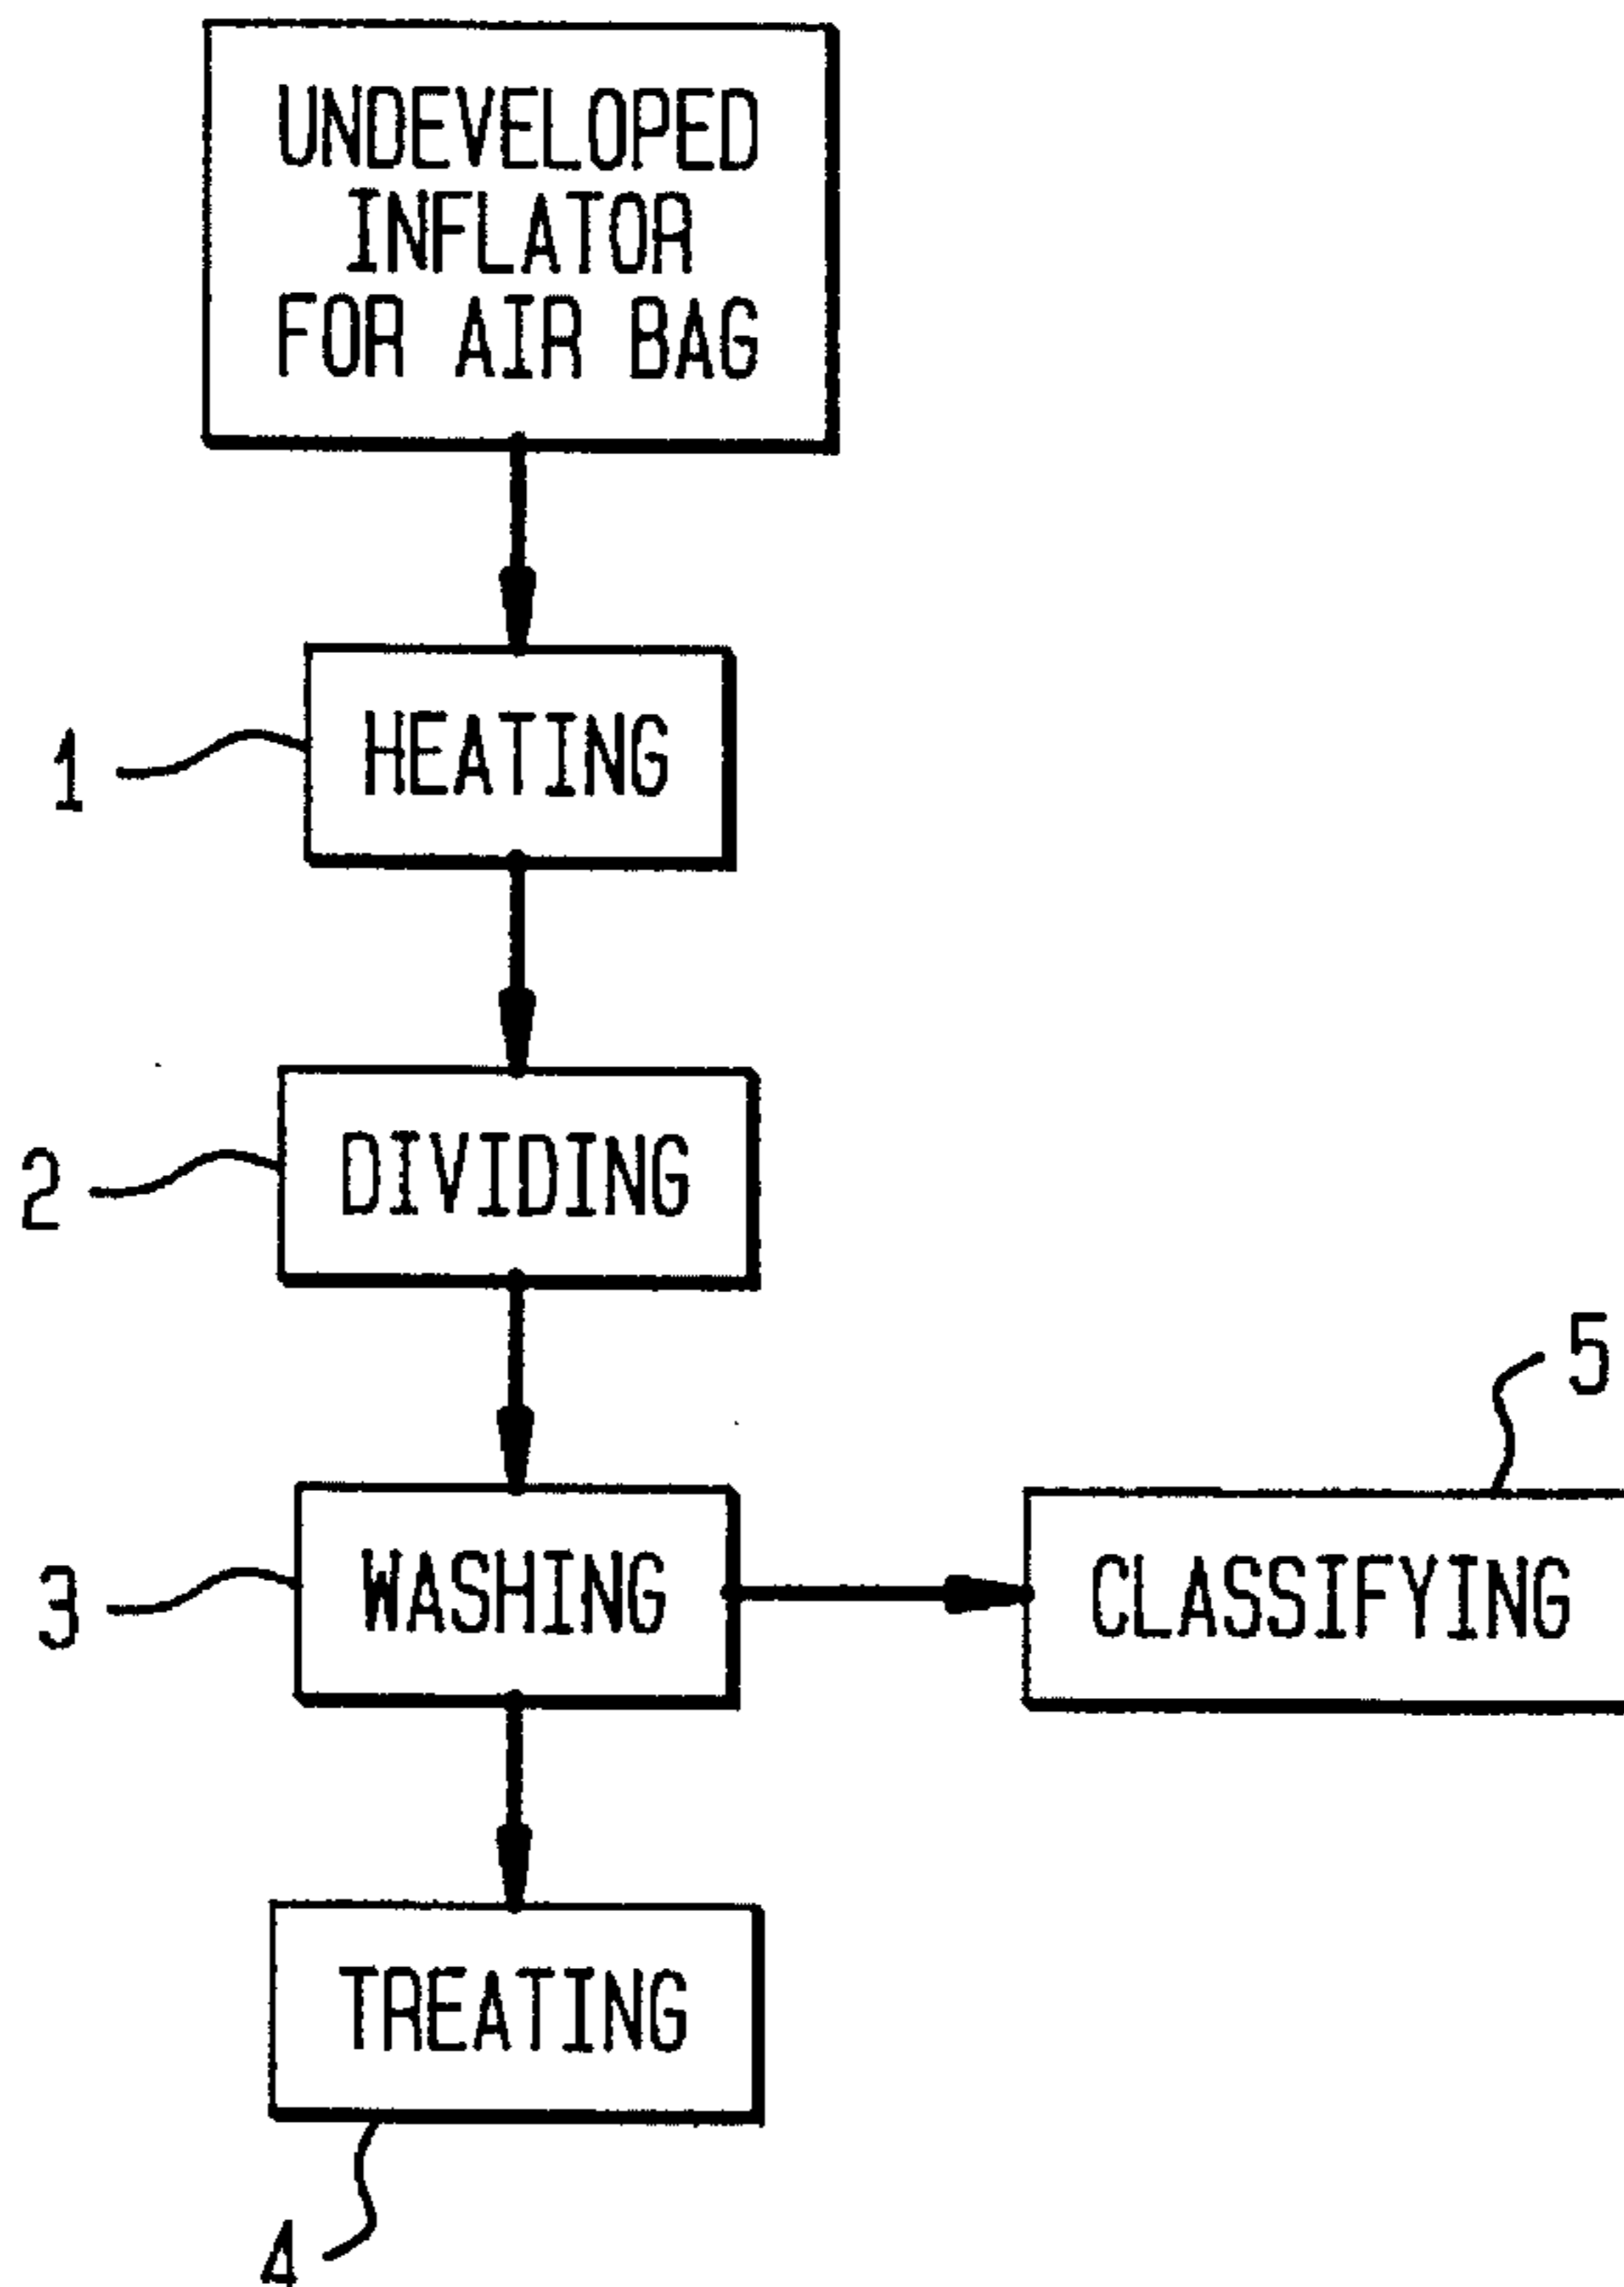 UNDEVELOPED
INFLATOR
FOR AIR BAG
1
HEATING
2
DIVIDING
5
3
WASHING
CLASSIFYING
TREATING
4